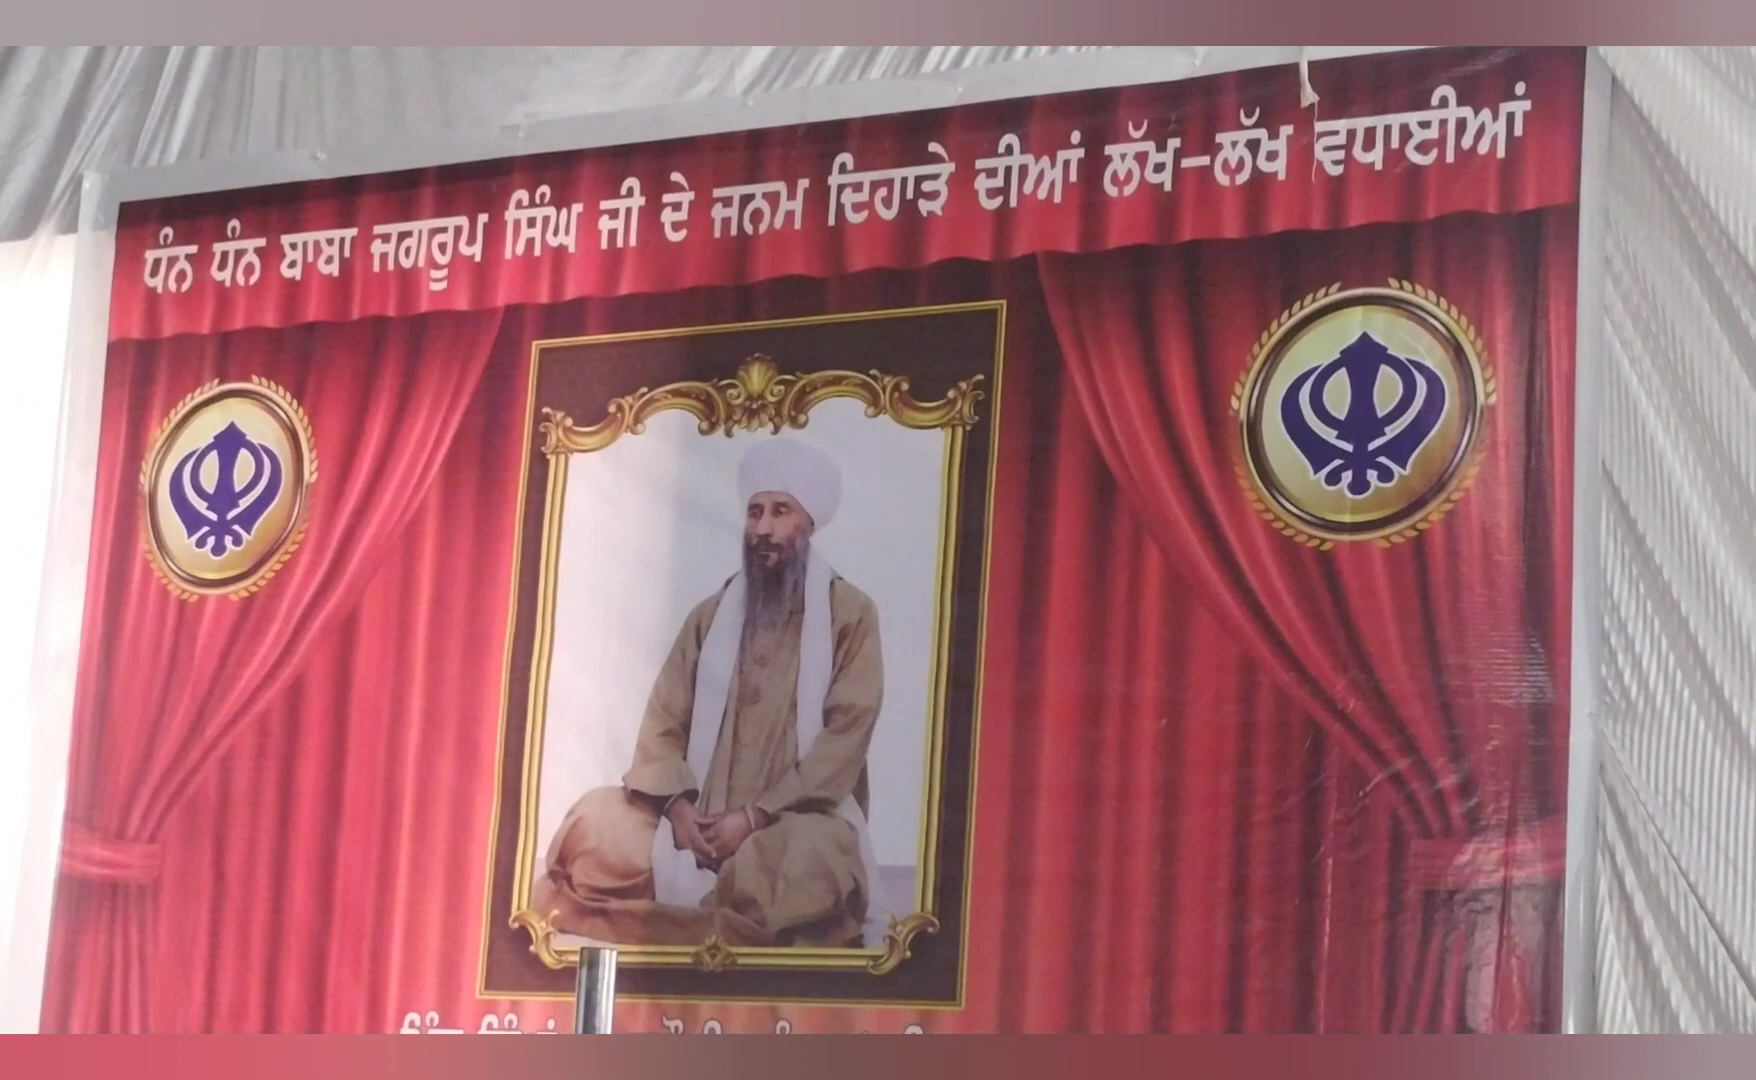 ਧੰਨ ਧੰਨ ਬਾਬਾ ਜਗਰੂਪ ਸਿੰਘ ਜੀ ਦੇ ਜਨਮ ਦਿਹਾੜੇ ਦੀਆਂ ਲੱਖ-ਲੱਖ ਵਧਾਈਆਂ